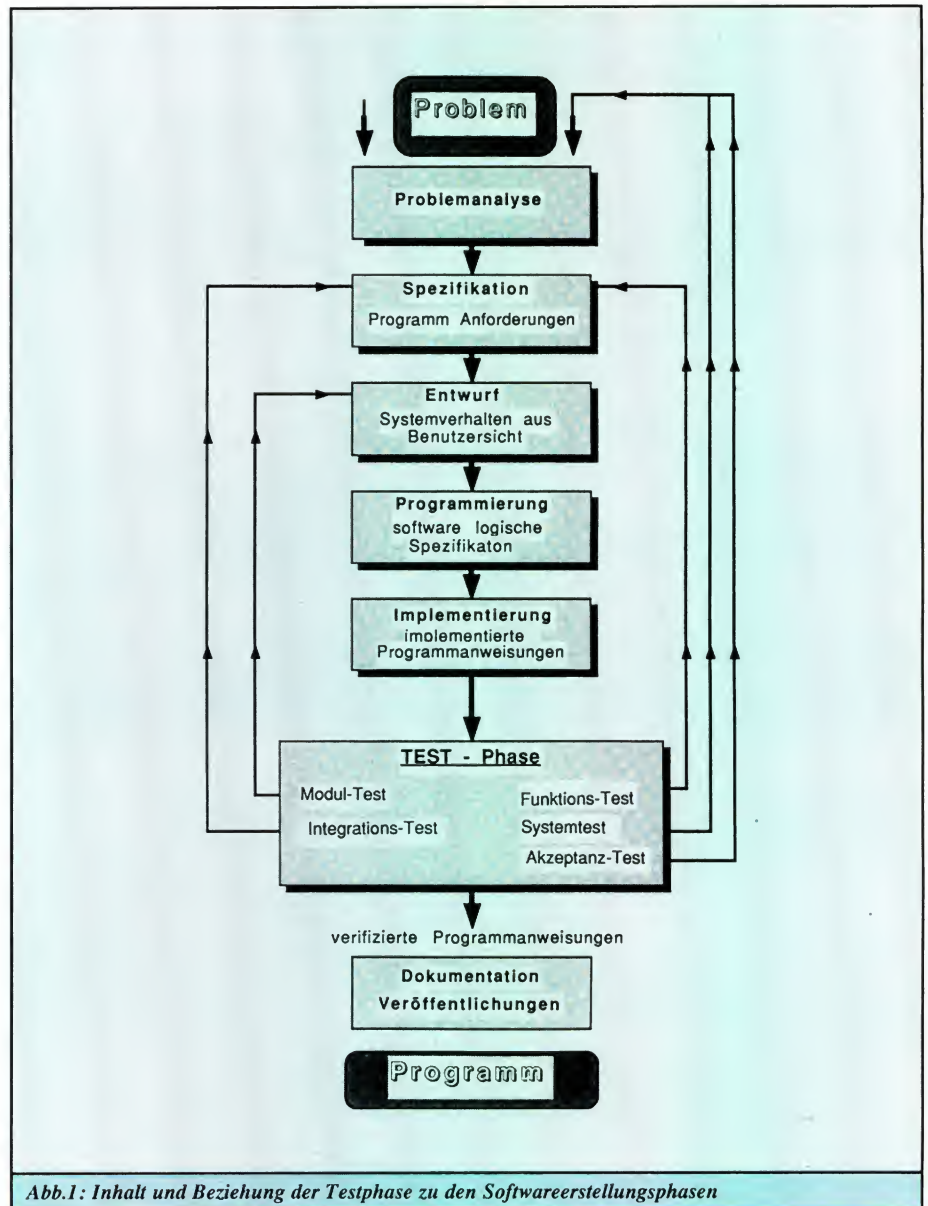 Problem
Problemanalyse
Spezifikation
Programm Anforderungen
Entwurf
Systemverhalten aus
Benutzersicht
Programmierung
software logische
Spezifikaton
Implementierung
imolementierte
Programmanweisungen
TEST - Phase
Modul-Test
Funktions-Test
Integrations-Test
Systemtest
Akzeptanz-Test
verifizierte Programmanweisungen
Dokumentation
Veröffentlichungen
Programm
Abb.1: Inhalt und Beziehung der Testphase zu den Softwareerstellungsphasen